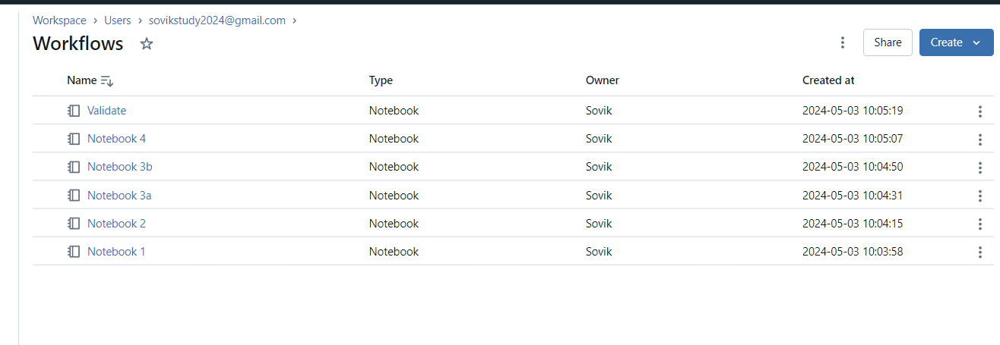 Workspace > Users > sovikstudy2024@gmail.com >
Workflows
Share
Create
Name Type Owner Created at
Validate Notebook Sovik 2024-05-03 10:05:19
Notebook 4 Notebook Sovik 2024-05-03 10:05:07
Notebook 3b Notebook Sovik 2024-05-03 10:04:50
Notebook 3a Notebook Sovik 2024-05-03 10:04:31
Notebook 2 Notebook Sovik 2024-05-03 10:04:15
Notebook 1 Notebook Sovik 2024-05-03 10:03:58